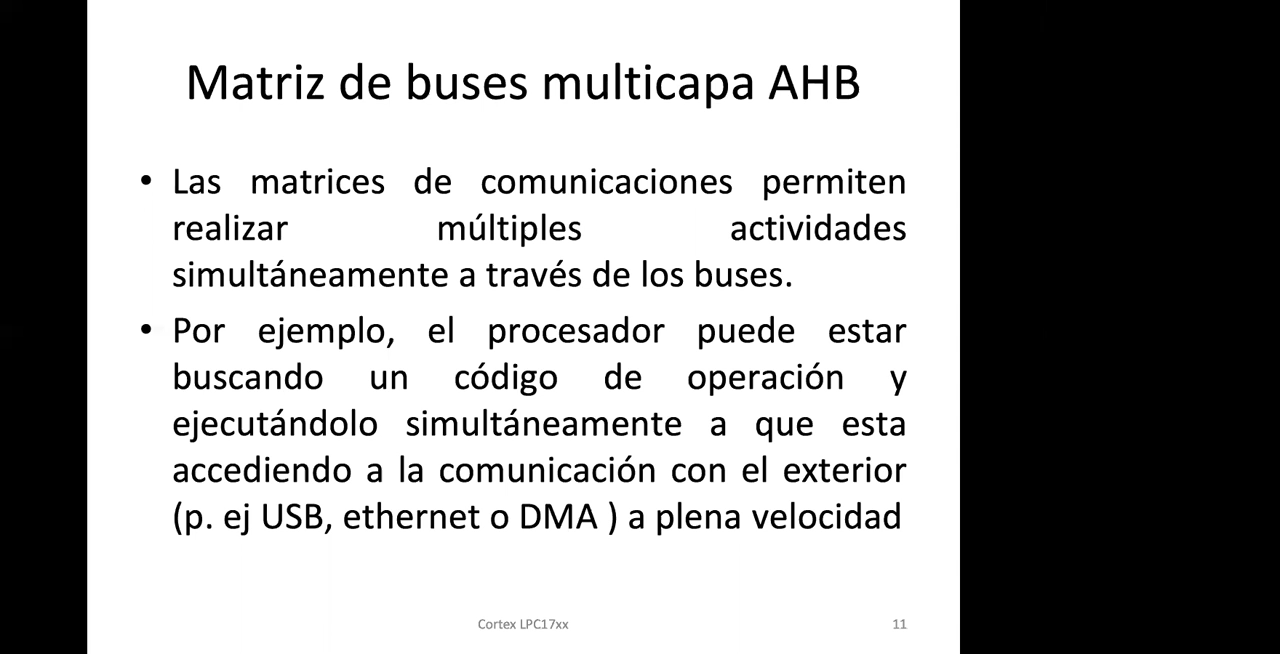 Matriz de buses multicapa AHB
• Las matrices de comunicaciones permiten
realizar múltiples actividades
simultáneamente a través de los buses.
• Por ejemplo, el procesador puede estar
buscando un código de operación y
ejecutándolo simultáneamente a que esta
accediendo a la comunicación con el exterior
(p. ej USB, ethernet o DMA ) a plena velocidad
Cortex LPC17xx
11